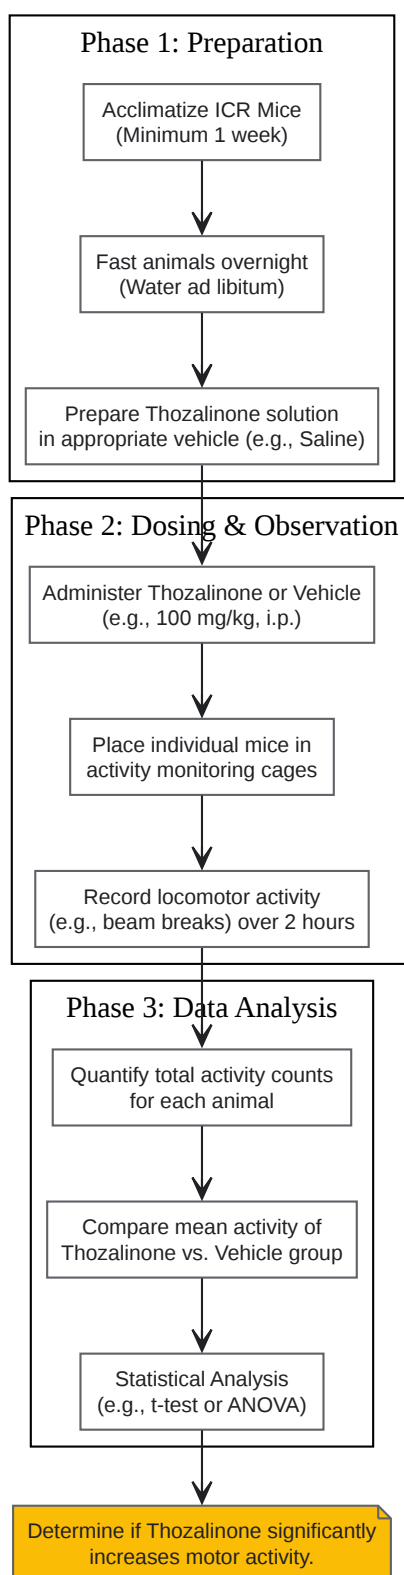 Phase 1: Preparation
Acclimatize ICR Mice
(Minimum 1 week)
Fast animals overnight
(Water ad libitum)
Prepare Thozalinone solution
in appropriate vehicle (e.g., Saline)
Phase 2: Dosing & Observation
Administer Thozalinone or Vehicle
(e.g., 100 mg/kg, i.p.)
Place individual mice in
activity monitoring cages
Record locomotor activity
(e.g., beam breaks) over 2 hours
Phase 3: Data Analysis
Quantify total activity counts
for each animal
Compare mean activity of
Thozalinone vs. Vehicle group
Statistical Analysis
(e.g., t-test or ANOVA)
Determine if Thozalinone significantly
increases motor activity.